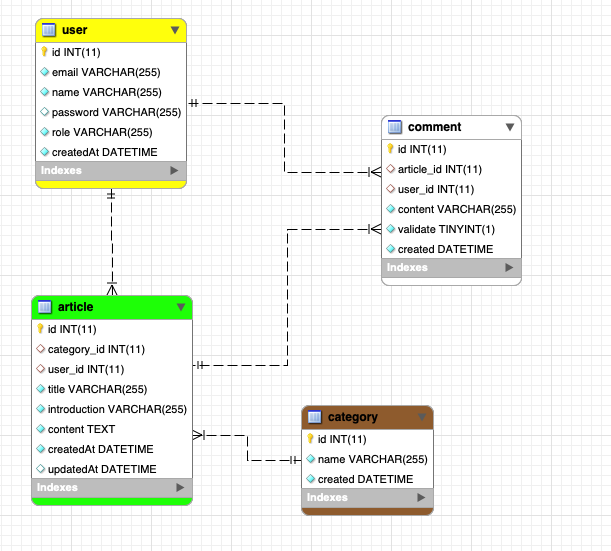 user
id INT(11)
email VARCHAR(255)
name VARCHAR(255)
password VARCHAR(255)
role VARCHAR(255)
createdAt DATETIME
Indexes
comment
id INT(11)
article_id INT(11)
user_id INT(11)
content VARCHAR(255)
validate TINYINT(1)
created DATETIME
Indexes
article
id INT(11)
category_id INT(11)
user_id INT(11)
title VARCHAR(255)
introduction VARCHAR(255)
content TEXT
createdAt DATETIME
updatedAt DATETIME
Indexes
category
id INT(11)
name VARCHAR(255)
created DATETIME
Indexes